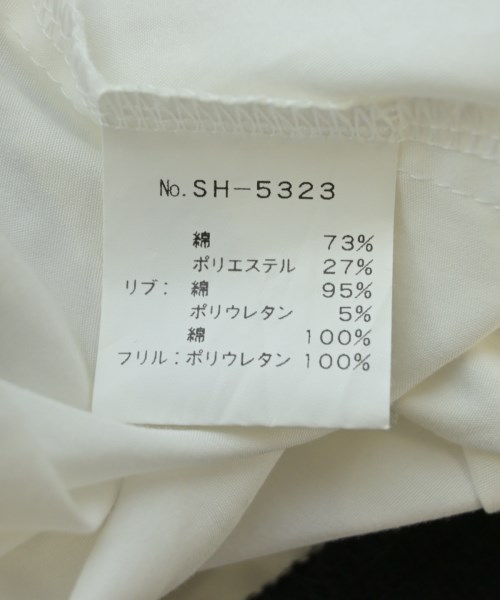 No.SH-5323
綿 73%
ポリエステル 27%
リブ: 綿 95%
ポリウレタン 5%
綿 100%
フリル:ポリウレタン 100%